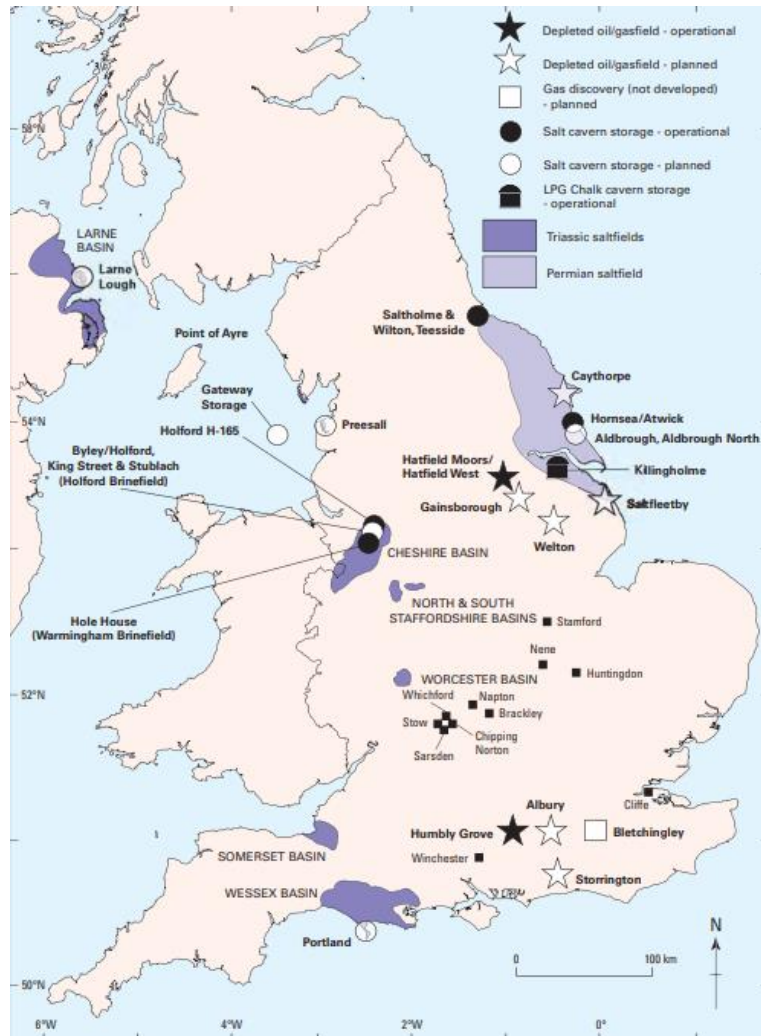 Depleted oil/gasfield - operational
Depleted oil/gasfield - planned
Gas discovery (not developed)
- planned
Salt cavern storage - operational
Salt cavern storage - planned
LPG Chalk cavern storage
- operational
Triassic saltfields
Permian saltfield
56°N
LARNE
BASIN
Larne
Lough
Point of Ayre
Saltholme &
Wilton, Teesside
Caythorpe
Gateway
Storage
54°N
Preesall
Hornsea/Atwick
Aldbrough, Aldbrough North
Holford H-165
Byley/Holford,
King Street & Stublach
(Holford Brinefield)
Hatfield Moors/
Hatfield West
Killingholme
Gainsborough
Saltfleetby
Welton
CHESHIRE BASIN
Hole House
(Warmingham Brinefield)
NORTH & SOUTH
STAFFORDSHIRE BASINS
Stamford
Nene
Huntingdon
52°N
WORCESTER BASIN
Whichford
Napton
Stow
Brackley
Chipping
Norton
Sarsden
Cliffe
Albury
Humbly Grove
Bletchingley
Winchester
SOMERSET BASIN
Storrington
WESSEX BASIN
Portland
N
0
100 km
50°N
6°W
4°W
2°W
0°